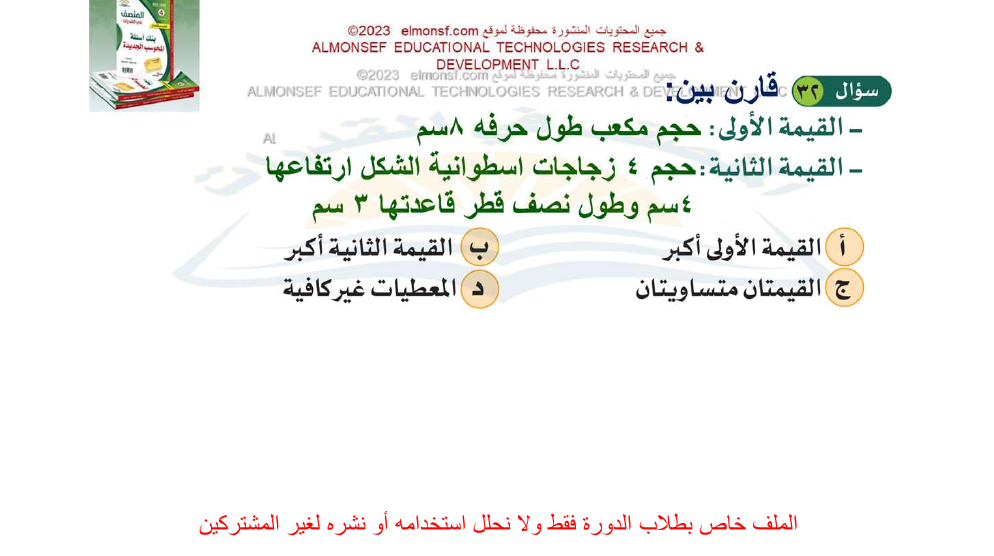 جميع المحتويات المنشورة محفوظة لموقع elmonsf.com ©2023
ALMONSEF EDUCATIONAL TECHNOLOGIES RESEARCH &
DEVELOPMENT L.L.C
جميع المحتويات المنشورة محفوظة لموقع elmonsf.com ©2023
ALMONSEF EDUCATIONAL TECHNOLOGIES RESEARCH & DEVELOPMENT L.L.C
المنصف
بنك أسئلة
المحوسب الجديدة
سؤال ٣٢ قارن بين:
Al
– القيمة الأولى: حجم مكعب طول حرفه ٨سم
– القيمة الثانية: حجم ٤ زجاجات اسطوانية الشكل ارتفاعها
٤سم وطول نصف قطر قاعدتها ٣ سم
أ القيمة الأولى أكبر
ب القيمة الثانية أكبر
ج القيمتان متساويتان
د المعطيات غير كافية
الملف خاص بطلاب الدورة فقط ولا نحلل استخدامه أو نشره لغير المشتركين